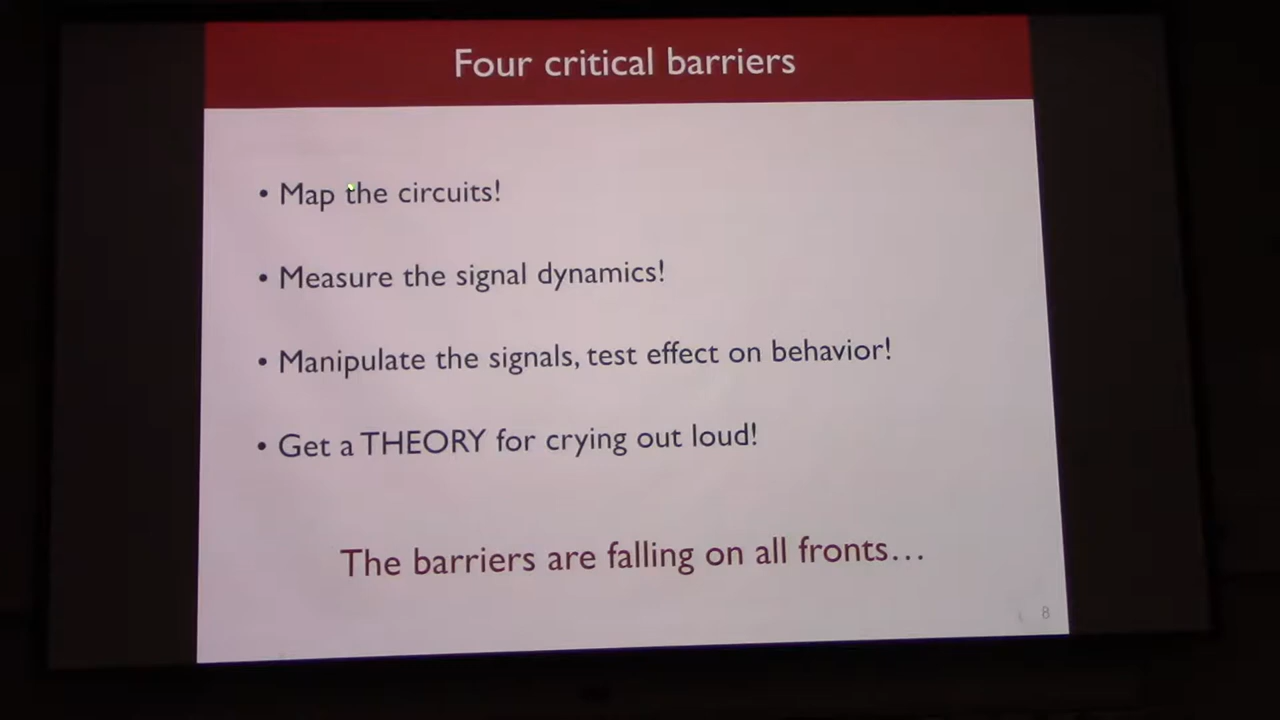 Four critical barriers
• Map the circuits!
• Measure the signal dynamics!
• Manipulate the signals, test effect on behavior!
• Get a THEORY for crying out loud!
The barriers are falling on all fronts...
8